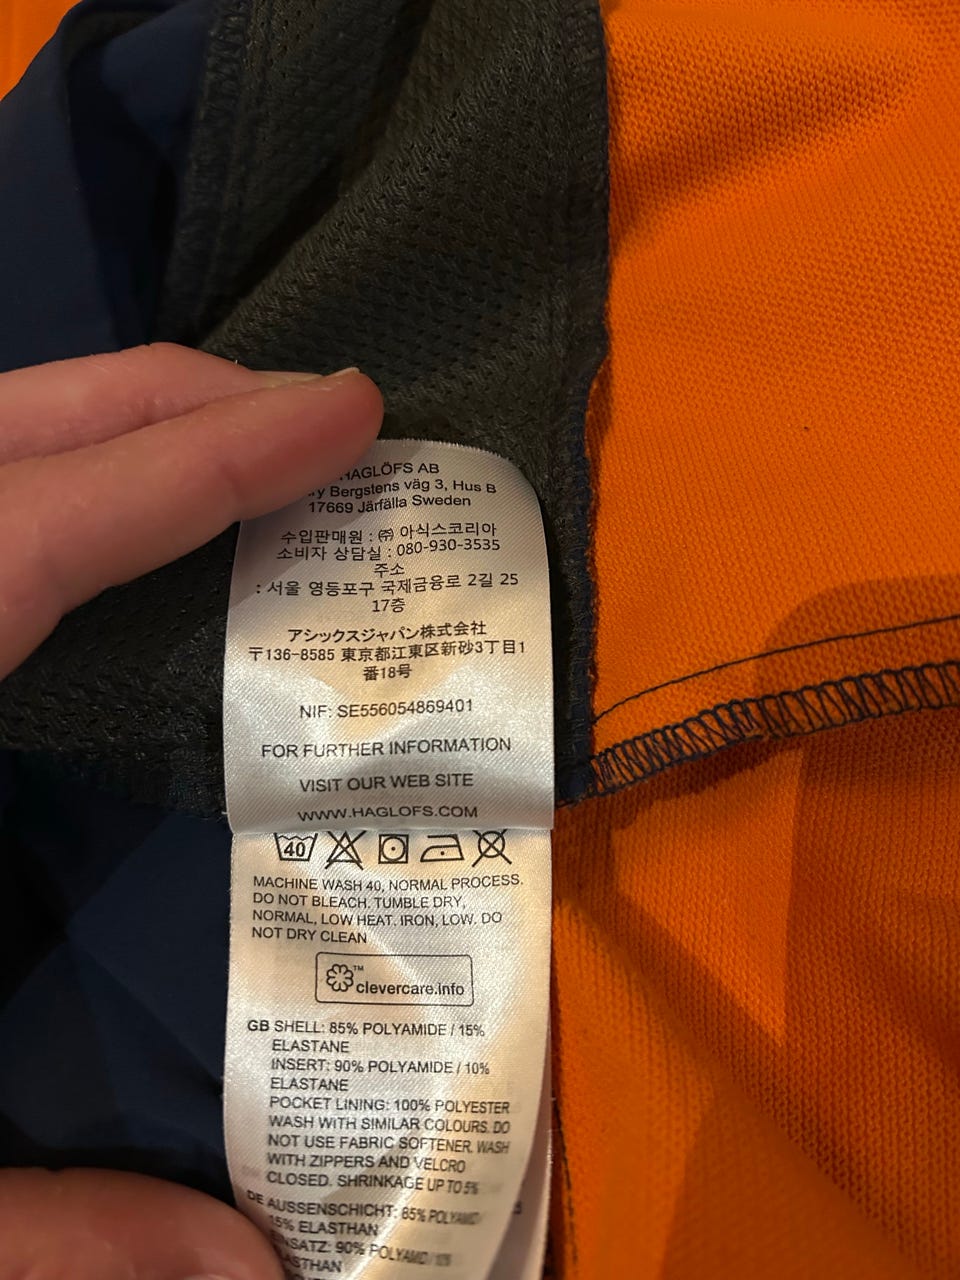 HAGLÖFS AB
Bergstens väg 3, Hus B
17669 Järfälla Sweden
수입판매원 : ㈜ 아식스코리아
소비자 상담실 : 080-930-3535
주소
: 서울 영등포구 국제금융로 2길 25
17층
アシックスジャパン株式会社
〒136-8585 東京都江東区新砂3丁目1
番18号
NIF: SE556054869401
FOR FURTHER INFORMATION
VISIT OUR WEB SITE
WWW.HAGLOFS.COM
40
MACHINE WASH 40, NORMAL PROCESS.
DO NOT BLEACH. TUMBLE DRY,
NORMAL, LOW HEAT. IRON, LOW. DO
NOT DRY CLEAN
™
clevercare.info
GB SHELL: 85% POLYAMIDE / 15%
ELASTANE
INSERT: 90% POLYAMIDE / 10%
ELASTANE
POCKET LINING: 100% POLYESTER
WASH WITH SIMILAR COLOURS. DO
NOT USE FABRIC SOFTENER. WASH
WITH ZIPPERS AND VELCRO
CLOSED. SHRINKAGE UP TO 5%
DE AUSSENSCHICHT: 85% POLYAMID/
15% ELASTHAN
EINSATZ: 90% POLYAMID / 10%